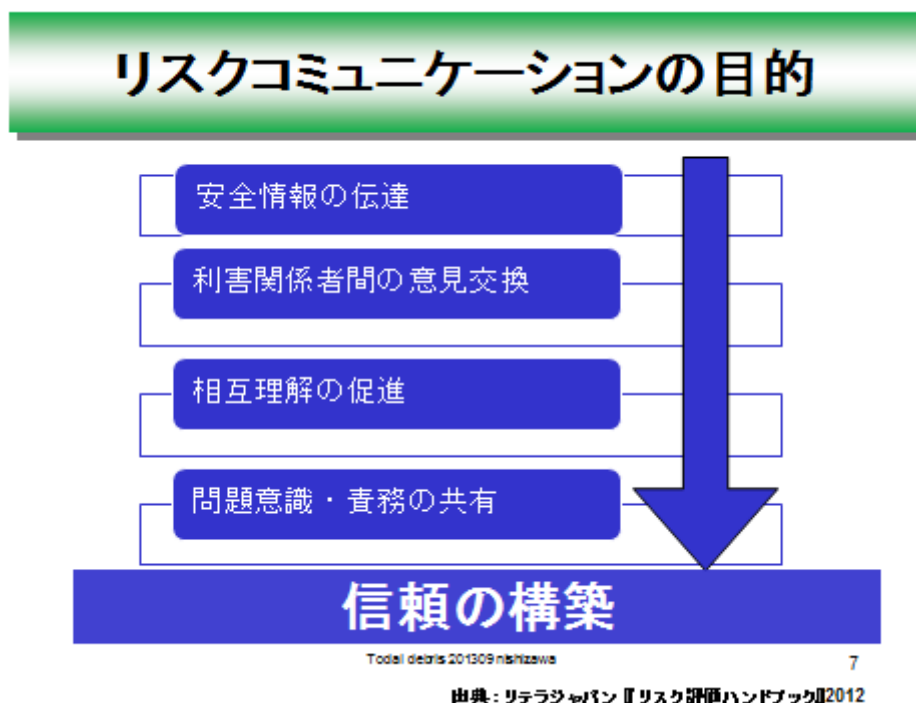 リスクコミュニケーションの目的
安全情報の伝達
利害関係者間の意見交換
相互理解の促進
問題意識・責務の共有
信頼の構築
Todai debris 201309 nishizawa
7
出典：リテラジャパン『リスク評価ハンドブック』2012